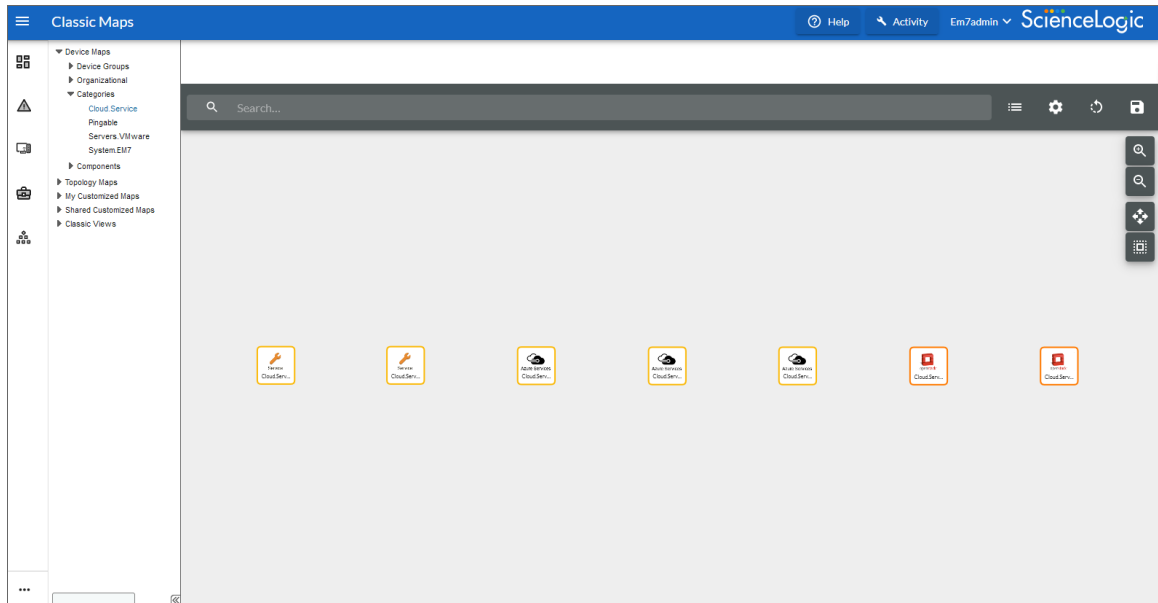 Classic Maps
Help
Activity
Em7admin
ScienceLogic
Device Maps
Device Groups
Organizational
Categories
Cloud.Service
Pingable
Servers.VMware
System.EM7
Components
Topology Maps
My Customized Maps
Shared Customized Maps
Classic Views
Search...
Service
Cloud.Serv...
Service
Cloud.Serv...
Azure Services
Cloud.Serv...
Azure Services
Cloud.Serv...
Azure Services
Cloud.Serv...
openstack
Cloud.Serv...
openstack
Cloud.Serv...